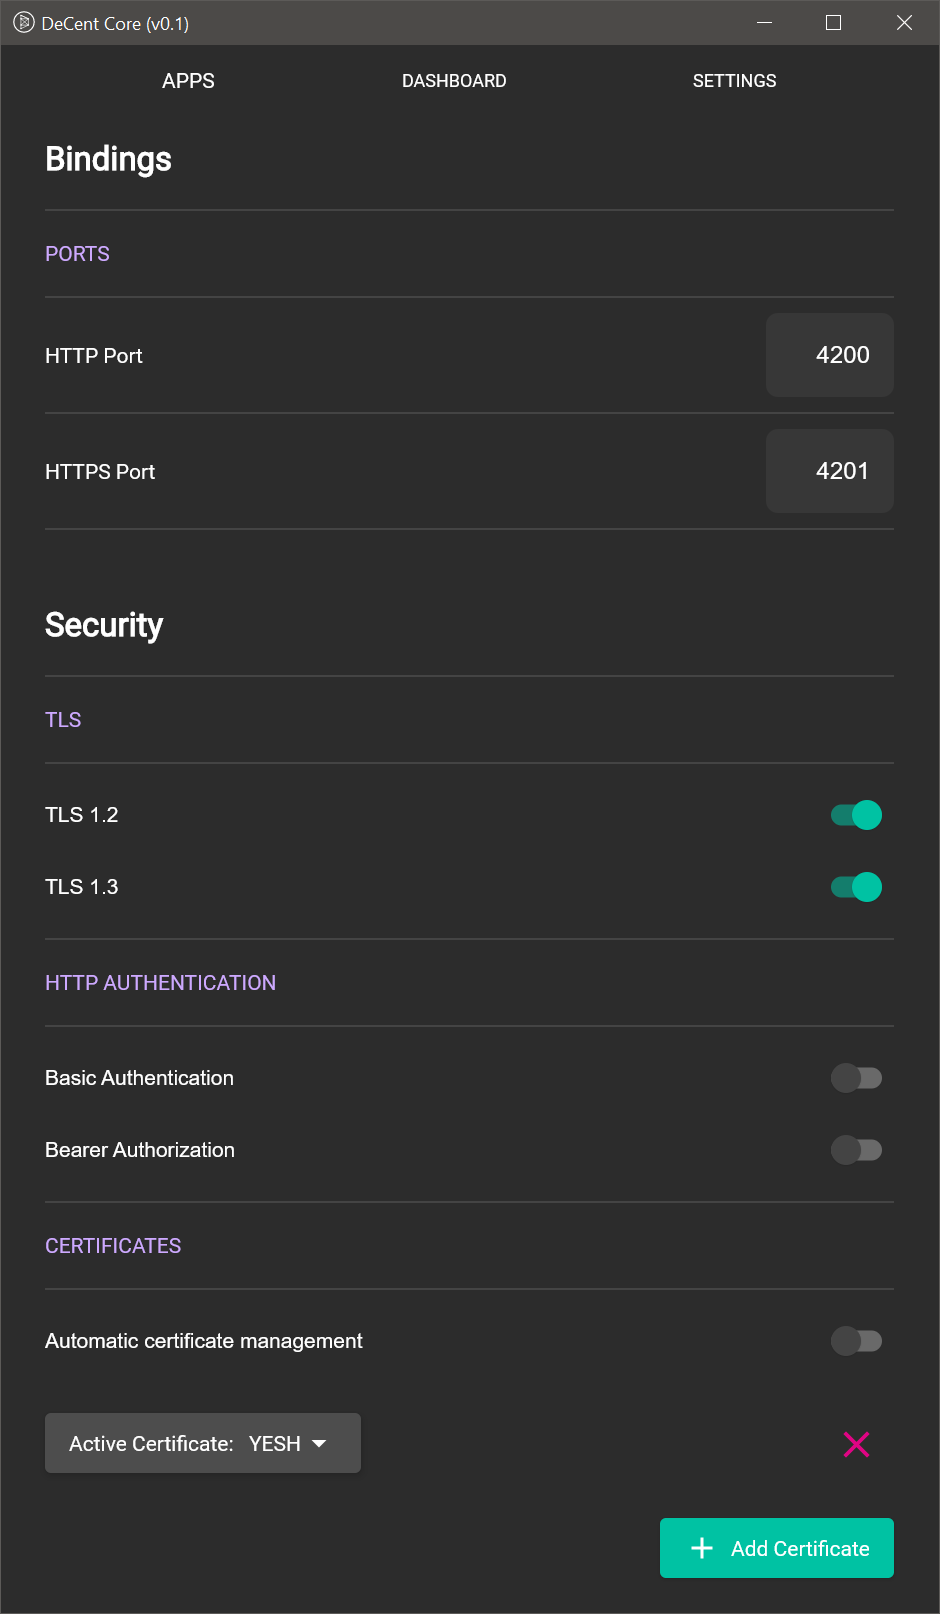 DeCent Core (v0.1)
APPS DASHBOARD SETTINGS
Bindings
PORTS
HTTP Port 4200
HTTPS Port 4201
Security
TLS
TLS 1.2
TLS 1.3
HTTP AUTHENTICATION
Basic Authentication
Bearer Authorization
CERTIFICATES
Automatic certificate management
Active Certificate: YESH
Add Certificate